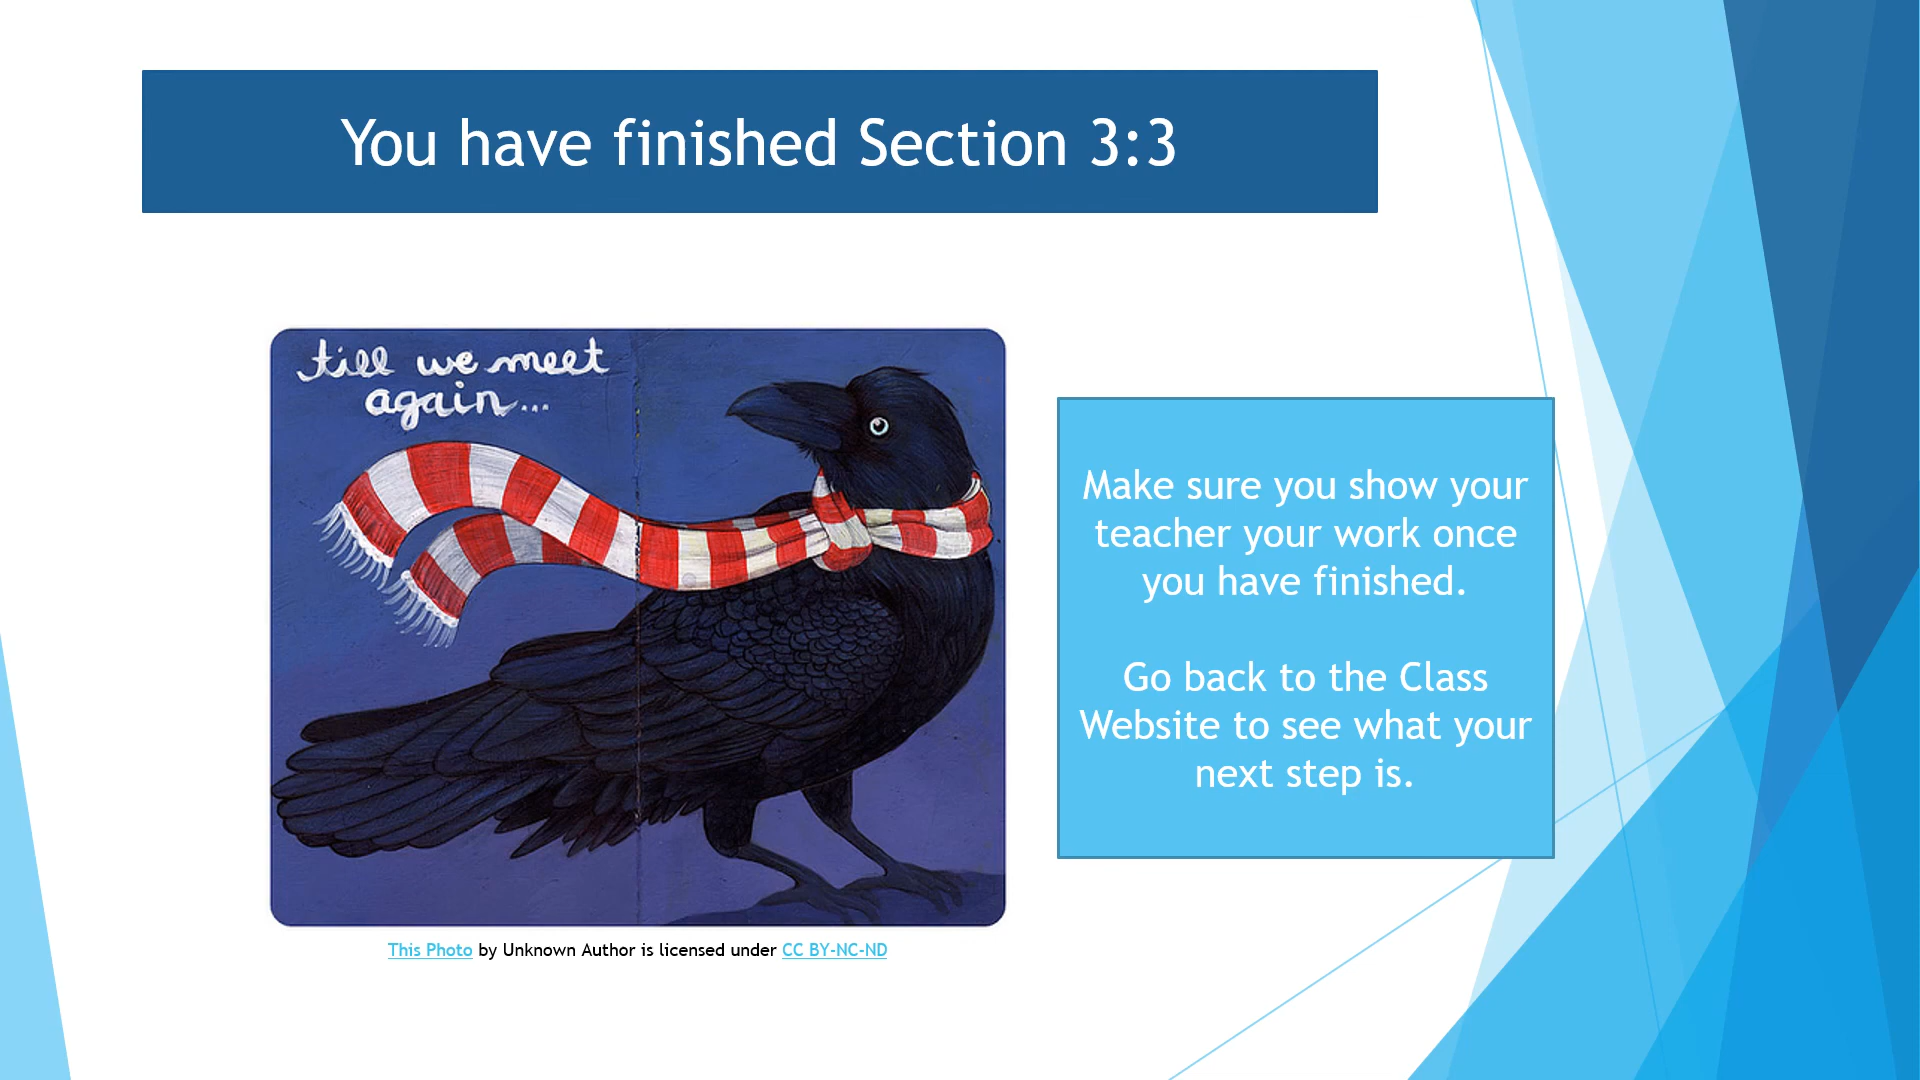 You have finished Section 3:3
till we meet
again...
Make sure you show your
teacher your work once
you have finished.
Go back to the Class
Website to see what your
next step is.
This Photo by Unknown Author is licensed under CC BY-NC-ND